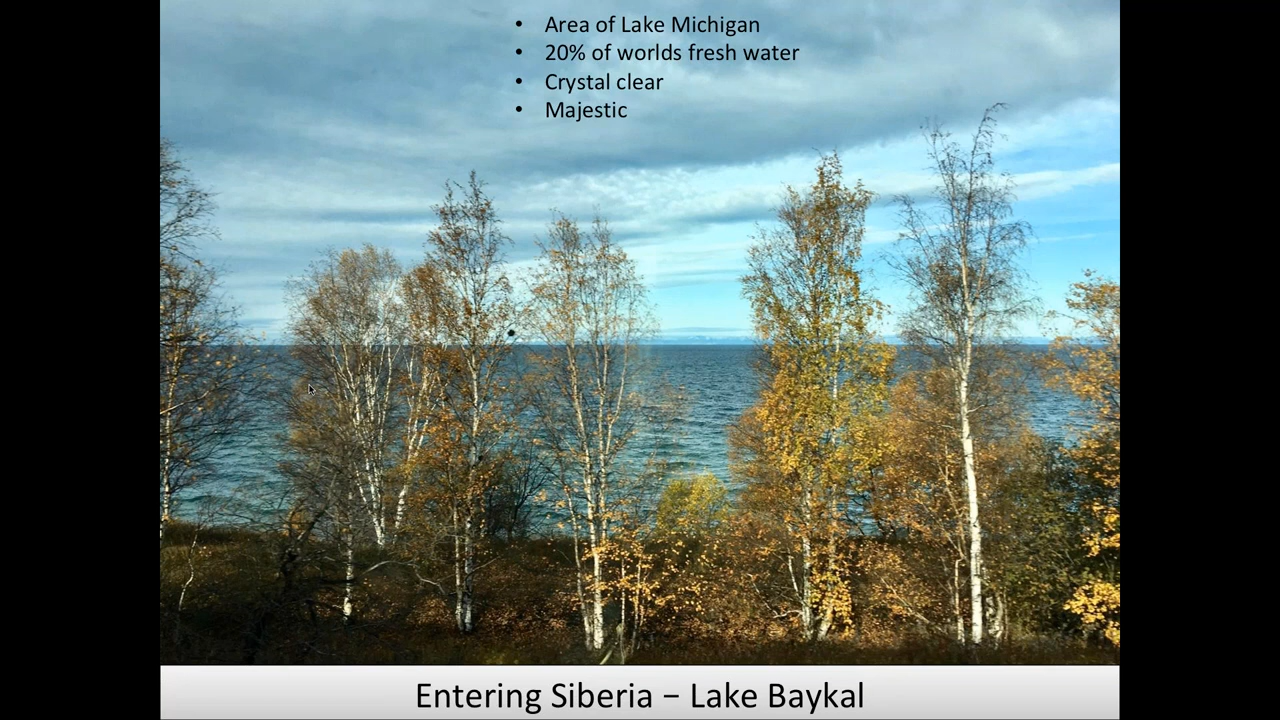 • Area of Lake Michigan
• 20% of worlds fresh water
• Crystal clear
• Majestic
Entering Siberia – Lake Baykal